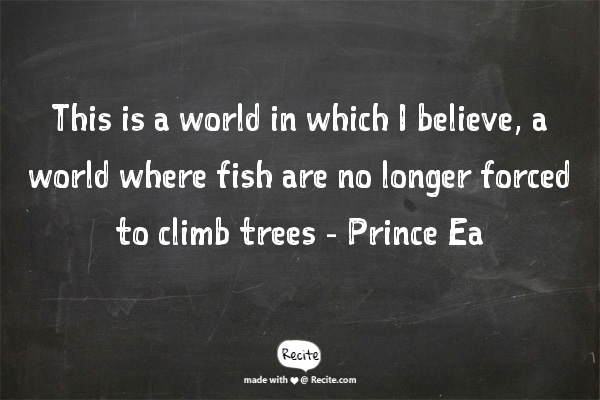 This is a world in which I believe, a
world where fish are no longer forced
to climb trees - Prince Ea
Recite
made with ♥ @ Recite.com